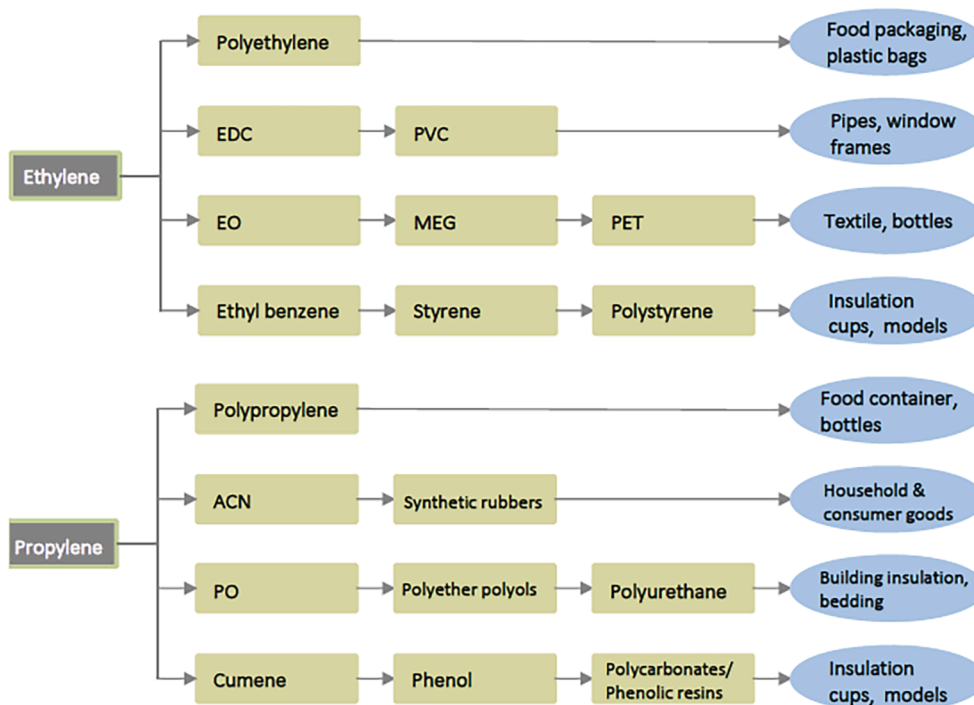 Polyethylene
Food packaging,
plastic bags
EDC
PVC
Pipes, window
frames
Ethylene
EO
MEG
PET
Textile, bottles
Ethyl benzene
Styrene
Polystyrene
Insulation
cups, models
Polypropylene
Food container,
bottles
ACN
Synthetic rubbers
Household &
consumer goods
Propylene
PO
Polyether polyols
Polyurethane
Building insulation,
bedding
Cumene
Phenol
Polycarbonates/
Phenolic resins
Insulation
cups, models